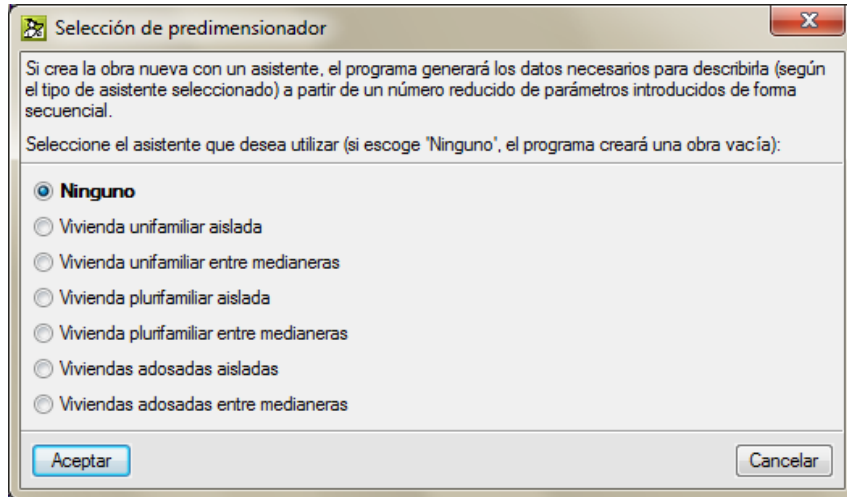 Selección de predimensionador
Si crea la obra nueva con un asistente, el programa generará los datos necesarios para describirla (según
el tipo de asistente seleccionado) a partir de un número reducido de parámetros introducidos de forma
secuencial.
Seleccione el asistente que desea utilizar (si escoge 'Ninguno', el programa creará una obra vacía):
Ninguno
Vivienda unifamiliar aislada
Vivienda unifamiliar entre medianeras
Vivienda plurifamiliar aislada
Vivienda plurifamiliar entre medianeras
Viviendas adosadas aisladas
Viviendas adosadas entre medianeras
Aceptar Cancelar